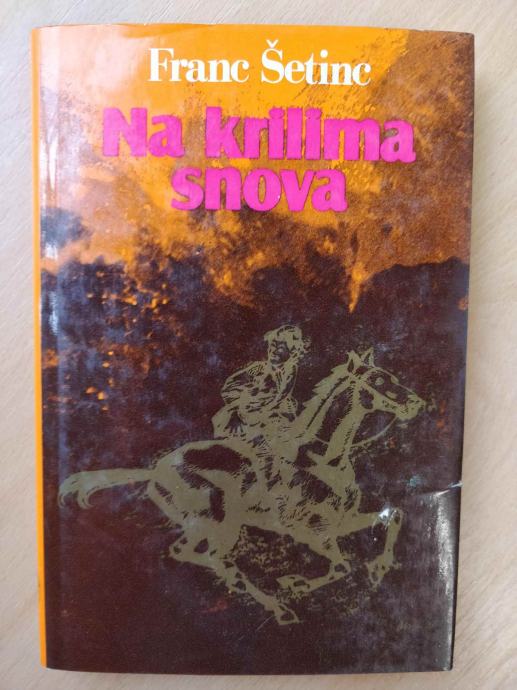 Franc Šetinc
Na krilima
snova